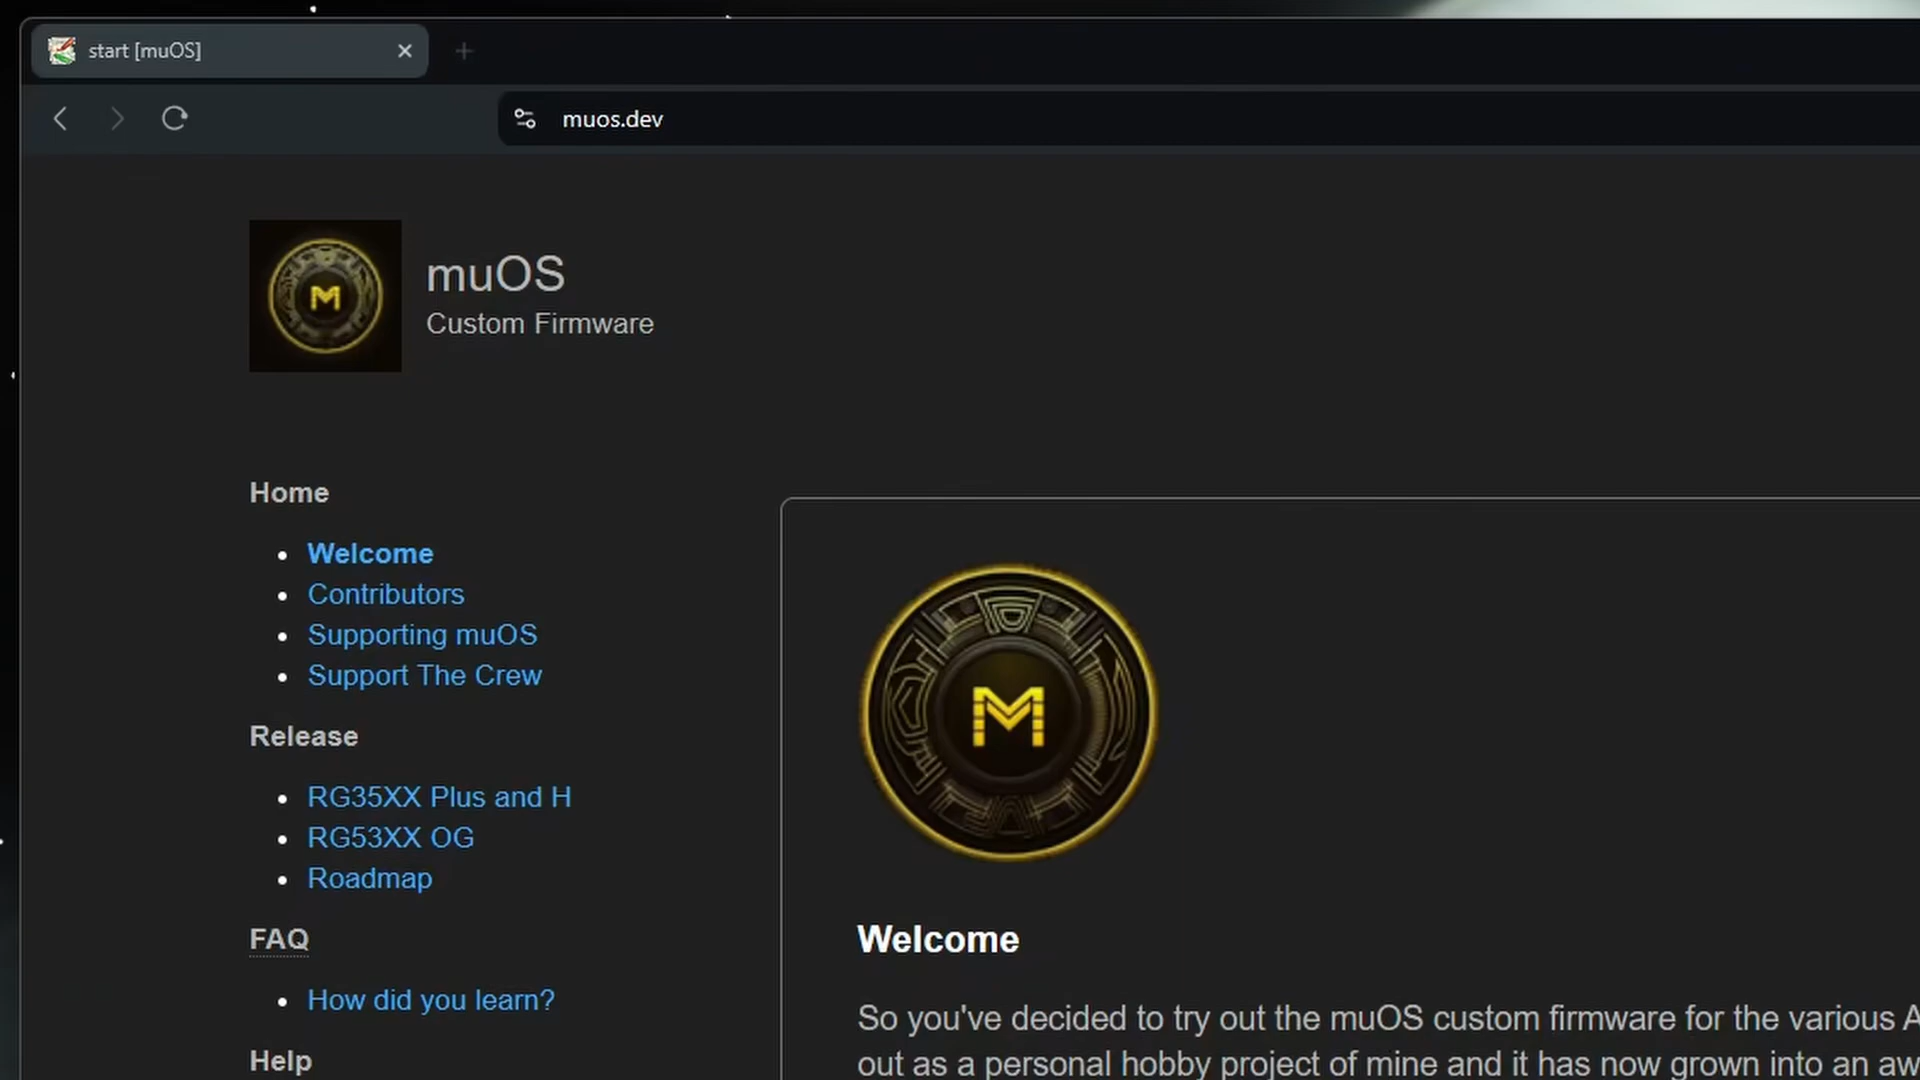 start [muOS]
muos.dev
M
muOS
Custom Firmware
Home
Welcome
Contributors
Supporting muOS
Support The Crew
Release
RG35XX Plus and H
RG53XX OG
Roadmap
FAQ
How did you learn?
Help
M
Welcome
So you've decided to try out the muOS custom firmware for the various
out as a personal hobby project of mine and it has now grown into an